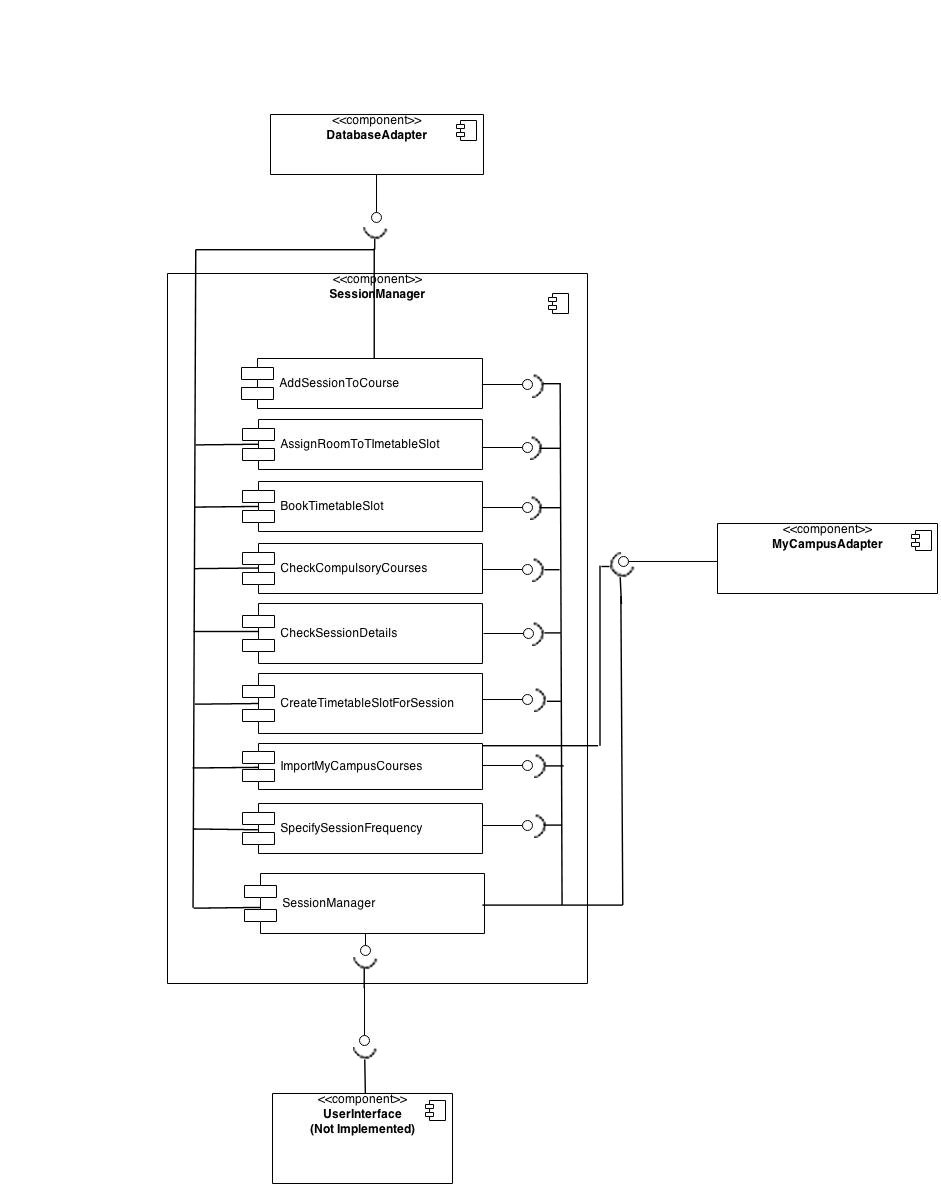 <<component>>
DatabaseAdapter
<<component>>
SessionManager
AddSessionToCourse
AssignRoomToTImetableSlot
BookTimetableSlot
CheckCompulsoryCourses
<<component>>
MyCampusAdapter
CheckSessionDetails
CreateTimetableSlotForSession
ImportMyCampusCourses
SpecifySessionFrequency
SessionManager
<<component>>
UserInterface
(Not Implemented)